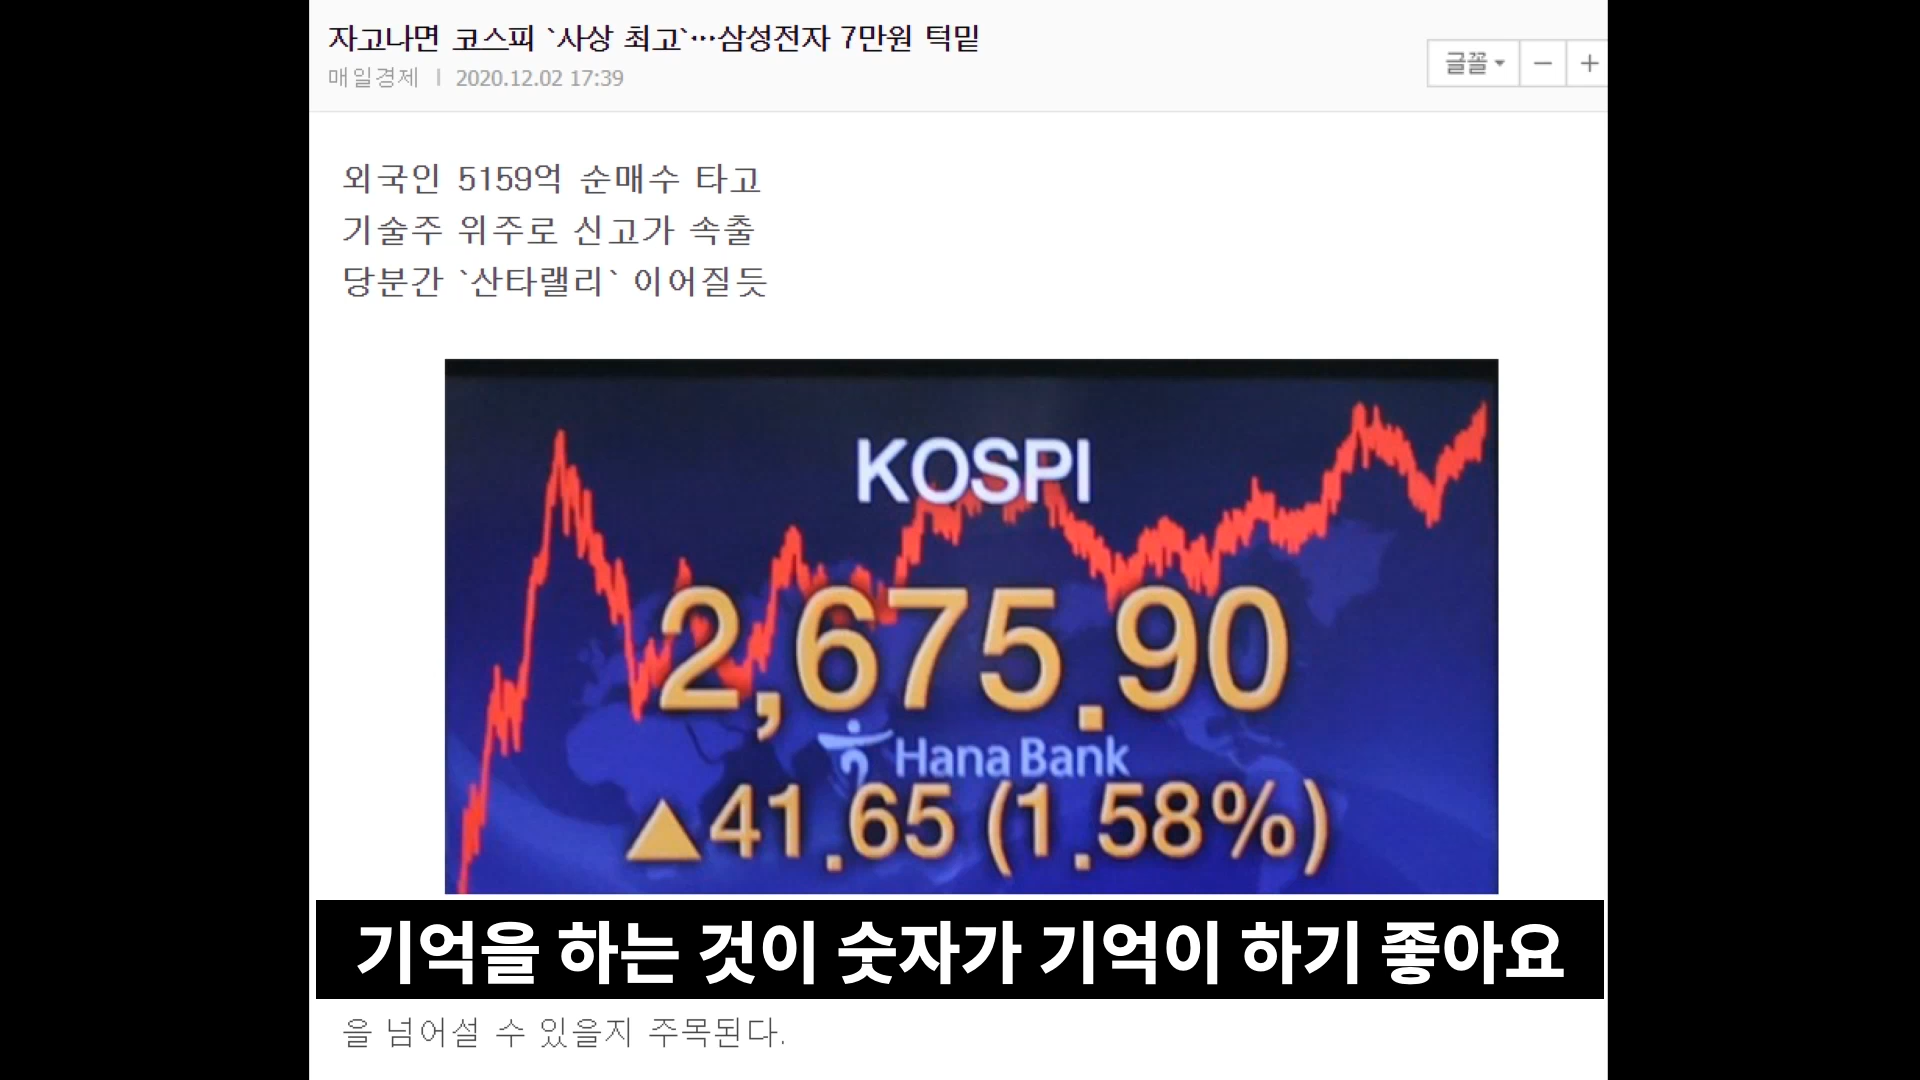 자고나면 코스피 `사상 최고`…삼성전자 7만원 턱밑
매일경제 | 2020.12.02 17:39
글꼴 ▾ − +
외국인 5159억 순매수 타고
기술주 위주로 신고가 속출
당분간 `산타랠리` 이어질듯
KOSPI
2,675.90
Hana Bank
▲41.65 (1.58%)
기억을 하는 것이 숫자가 기억이 하기 좋아요
을 넘어설 수 있을지 주목된다.